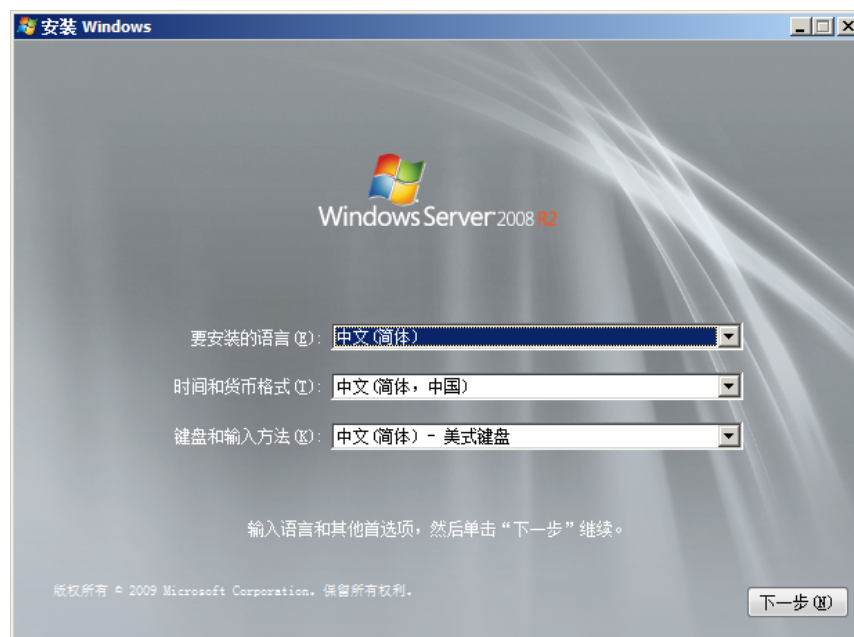 安装 Windows
Windows Server 2008 R2
要安装的语言(E): 中文(简体)
时间和货币格式(T): 中文(简体，中国)
键盘和输入方法(K): 中文(简体) - 美式键盘
输入语言和其他首选项，然后单击“下一步”继续。
版权所有 © 2009 Microsoft Corporation。保留所有权利。
下一步(N)